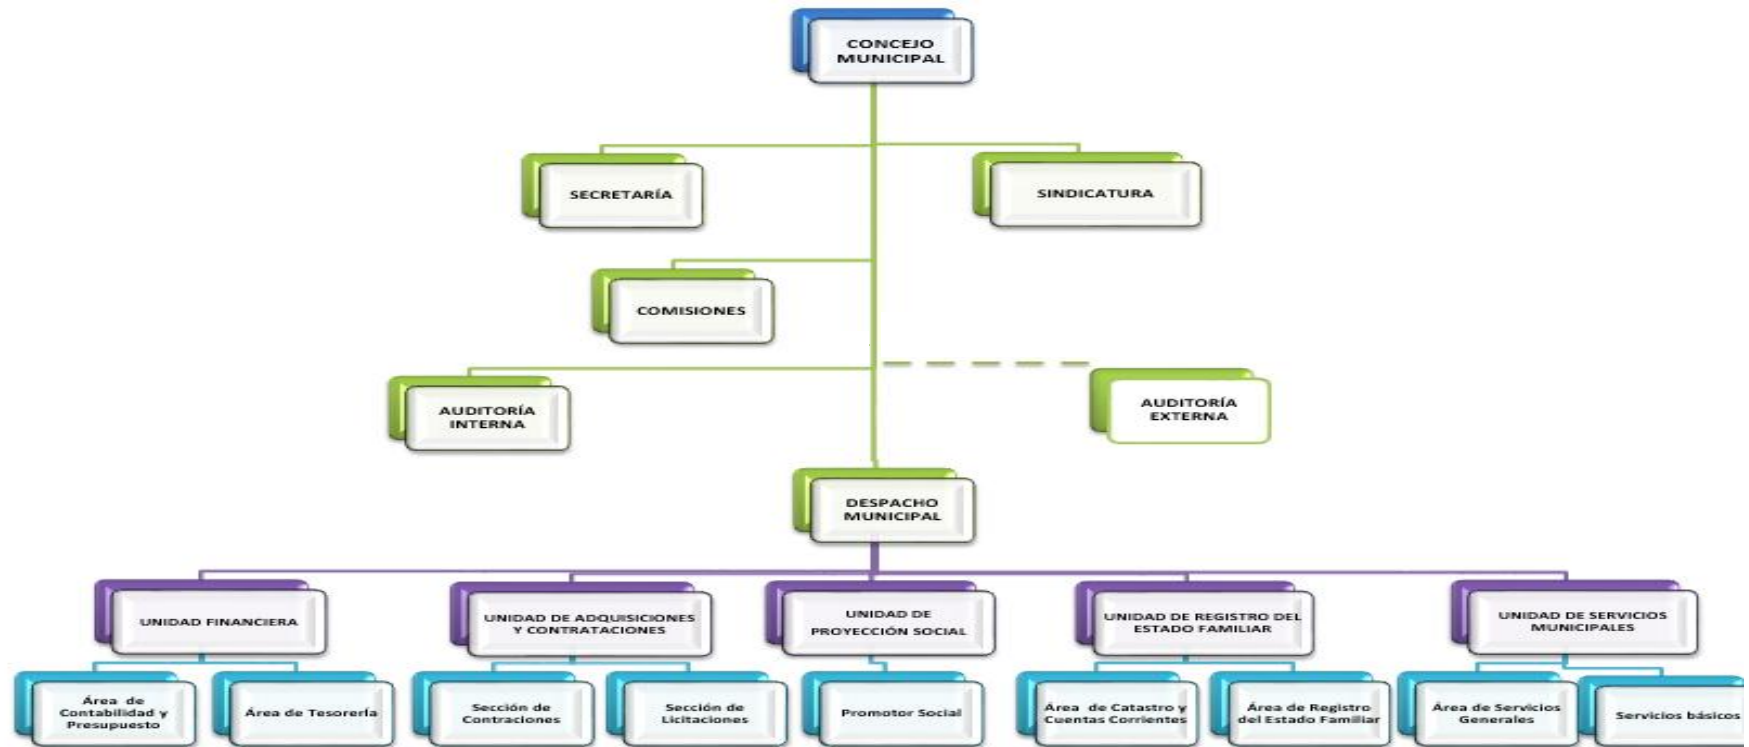 CONCEJO
MUNICIPAL
SECRETARÍA
SINDICATURA
COMISIONES
AUDITORÍA
INTERNA
AUDITORÍA
EXTERNA
DESPACHO
MUNICIPAL
UNIDAD FINANCIERA
UNIDAD DE ADQUISICIONES
Y CONTRATACIONES
UNIDAD DE
PROYECCIÓN SOCIAL
UNIDAD DE REGISTRO DEL
ESTADO FAMILIAR
UNIDAD DE SERVICIOS
MUNICIPALES
Área de
Contabilidad y
Presupuesto
Área de Tesorería
Sección de
Contraciones
Sección de
Licitaciones
Promotor Social
Área de Catastro y
Cuentas Corrientes
Área de Registro
del Estado Familiar
Área de Servicios
Generales
Servicios básicos